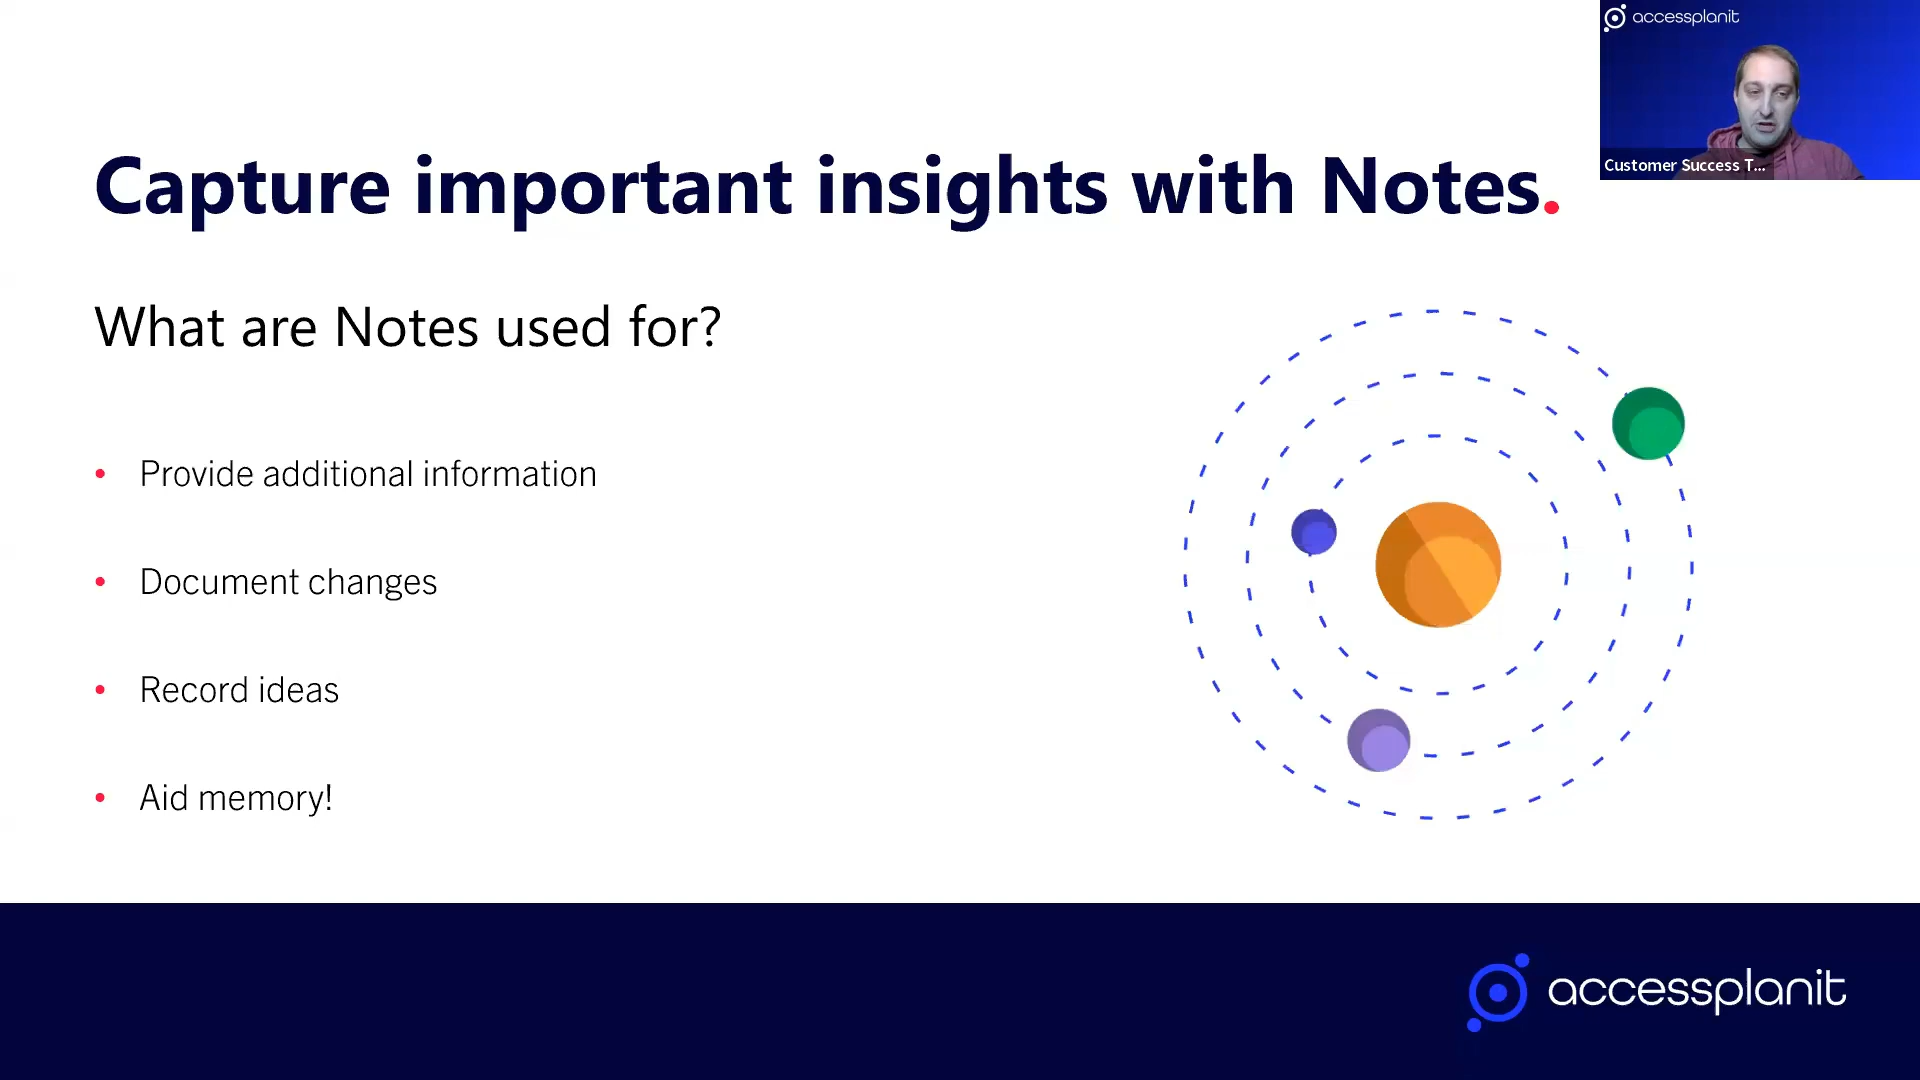 accessplanit
Customer Success T...
Capture important insights with Notes.
What are Notes used for?
• Provide additional information
• Document changes
• Record ideas
• Aid memory!
accessplanit